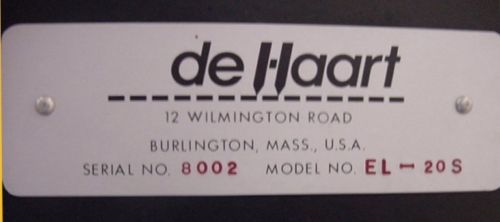 de Haart
12 WILMINGTON ROAD
BURLINGTON, MASS., U.S.A.
SERIAL NO. 8002 MODEL NO. EL-20S